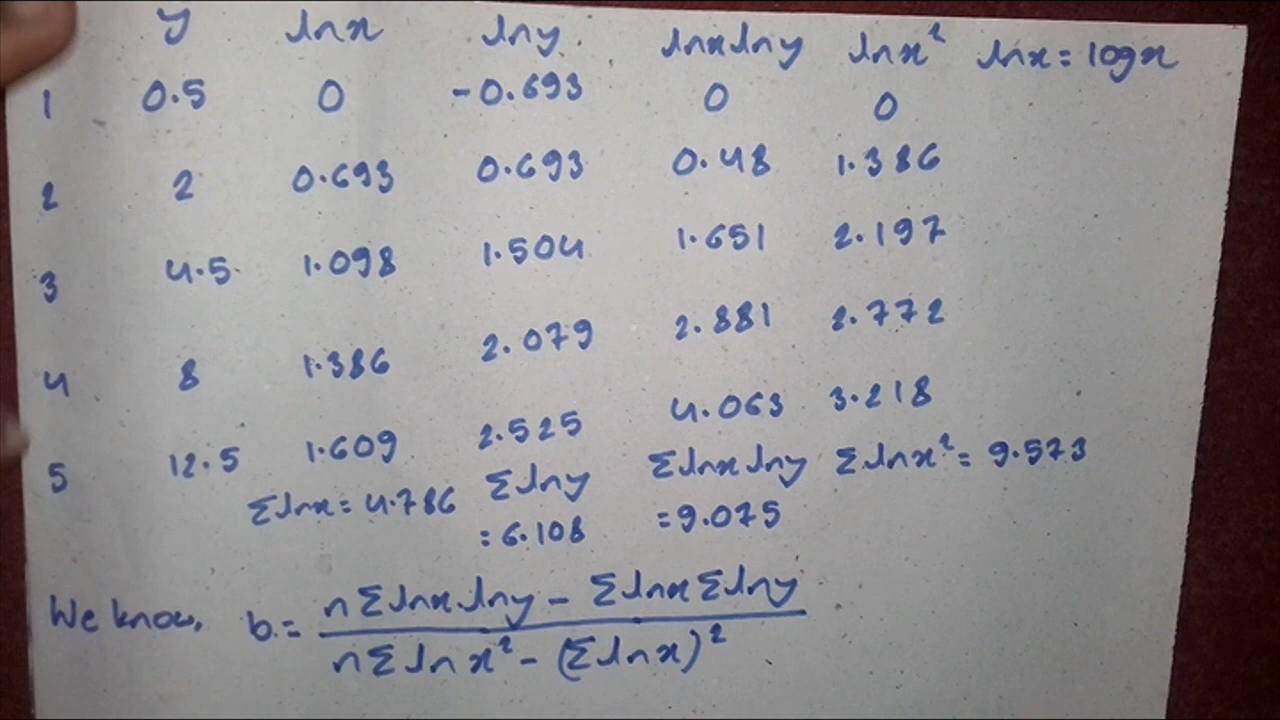 y lnx lny lnxlny lnx² lnx = logx
1 0.5 0 -0.693 0 0
2 2 0.693 0.693 0.48 1.386
3 4.5 1.098 1.504 1.651 2.197
4 8 1.386 2.079 2.881 2.772
5 12.5 1.609 2.525 4.063 3.218
Σlnx = 4.786 Σlny = 6.108 Σlnxlny = 9.075 Σlnx² = 9.573
We know, b = nΣlnxlny - ΣlnxΣlny
nΣlnx² - (Σlnx)²